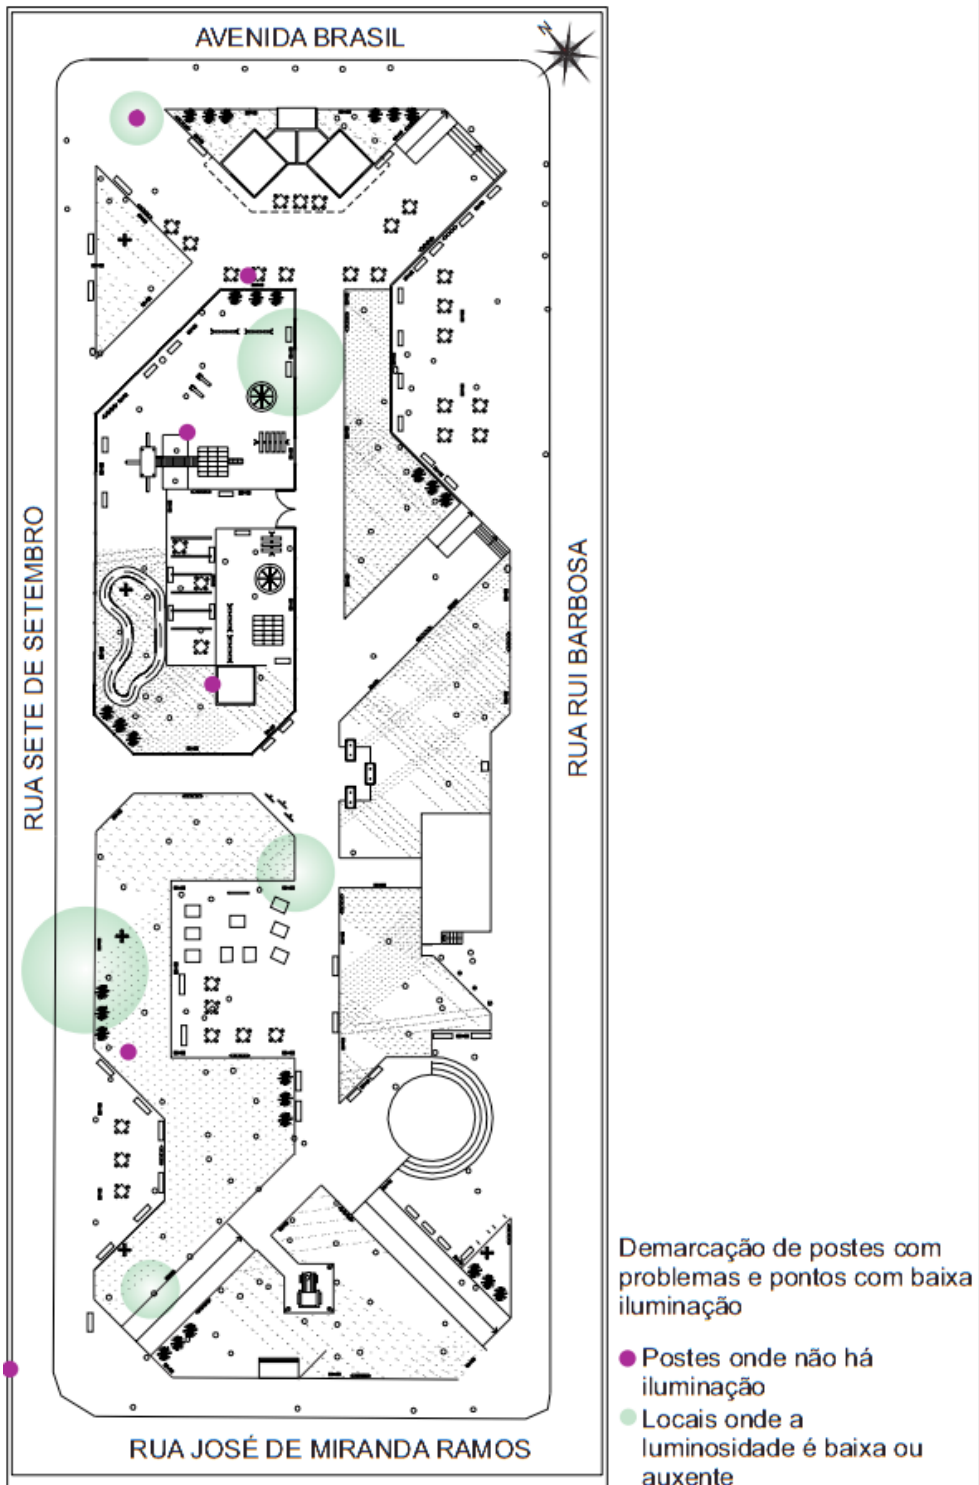 AVENIDA BRASIL
N
RUA SETE DE SETEMBRO
RUA RUI BARBOSA
RUA JOSÉ DE MIRANDA RAMOS
Demarcação de postes com
problemas e pontos com baixa
iluminação
Postes onde não há
iluminação
Locais onde a
luminosidade é baixa ou
auxente